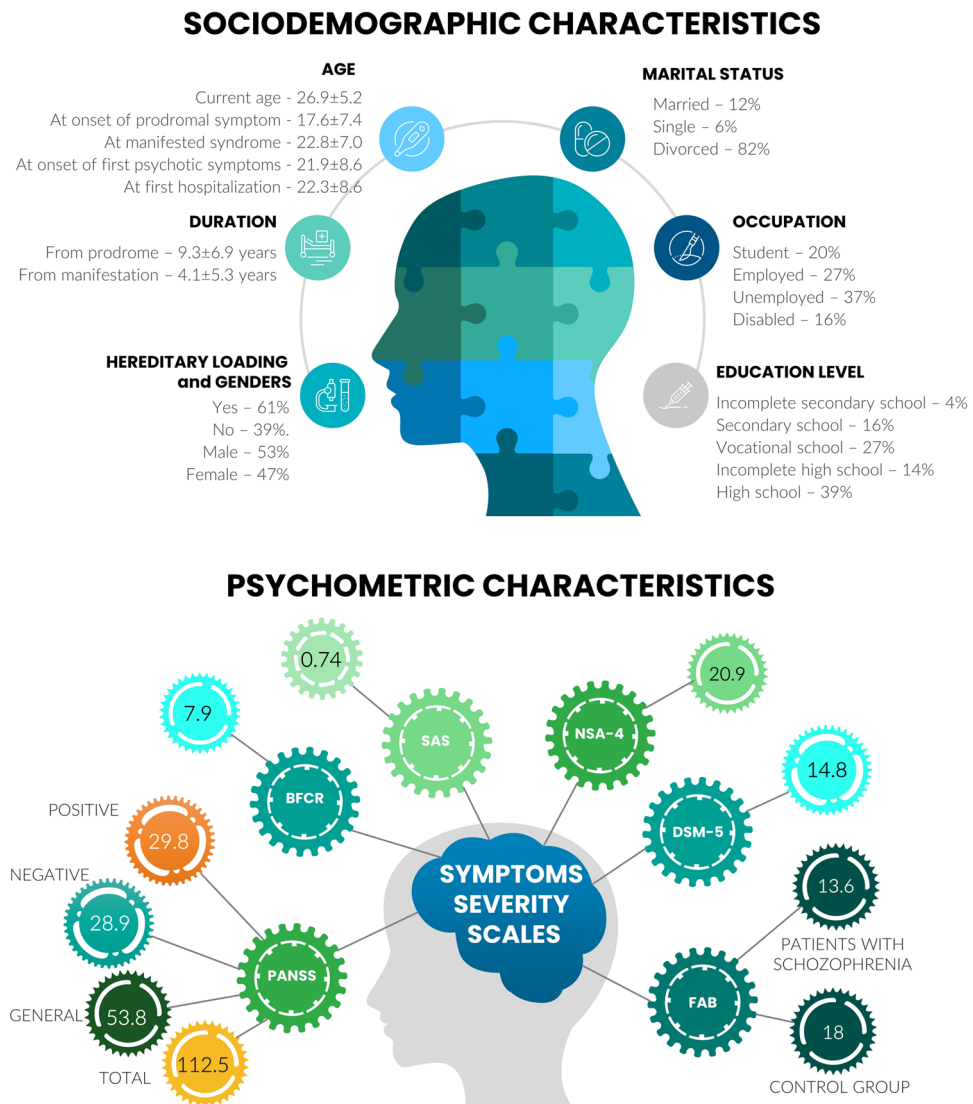 SOCIODEMOGRAPHIC CHARACTERISTICS
AGE
Current age - 26.9±5.2
At onset of prodromal symptom - 17.6±7.4
At manifested syndrome - 22.8±7.0
At onset of first psychotic symptoms - 21.9±8.6
At first hospitalization - 22.3±8.6
DURATION
From prodrome – 9.3±6.9 years
From manifestation – 4.1±5.3 years
HEREDITARY LOADING
and GENDERS
Yes – 61%
No – 39%.
Male – 53%
Female – 47%
MARITAL STATUS
Married – 12%
Single – 6%
Divorced – 82%
OCCUPATION
Student – 20%
Employed – 27%
Unemployed – 37%
Disabled – 16%
EDUCATION LEVEL
Incomplete secondary school – 4%
Secondary school – 16%
Vocational school – 27%
Incomplete high school – 14%
High school – 39%
PSYCHOMETRIC CHARACTERISTICS
0.74
SAS
7.9
BFCR
POSITIVE
29.8
NEGATIVE
28.9
PANSS
GENERAL
53.8
TOTAL
112.5
SYMPTOMS
SEVERITY
SCALES
20.9
NSA-4
14.8
DSM-5
13.6
PATIENTS WITH
SCHOZOPHRENIA
FAB
18
CONTROL GROUP